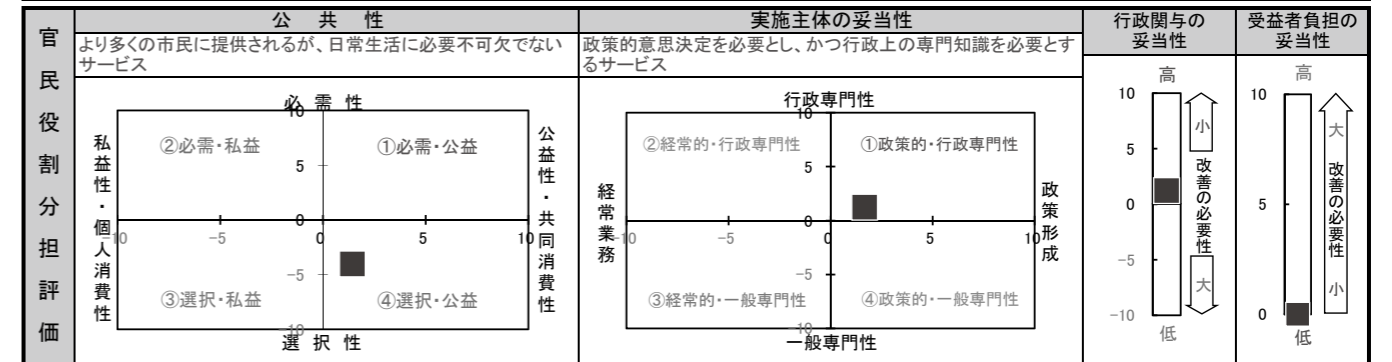 官民役割分担評価
公共性
より多くの市民に提供されるが、日常生活に必要不可欠でない
サービス
必需性
10
②必需・私益
①必需・公益
5
私益性・個人消費性
公益性・共同消費性
0
-10
-5
0
5
10
-5
③選択・私益
④選択・公益
-10
選択性
実施主体の妥当性
政策的意思決定を必要とし、かつ行政上の専門知識を必要とす
るサービス
行政専門性
10
②経常的・行政専門性
①政策的・行政専門性
5
経常業務
政策形成
0
-10
-5
0
5
10
-5
③経常的・一般専門性
④政策的・一般専門性
-10
一般専門性
行政関与の
妥当性
高
10
5
0
-5
-10
低
小
改善の必要性
大
受益者負担の
妥当性
高
10
5
0
低
大
改善の必要性
小